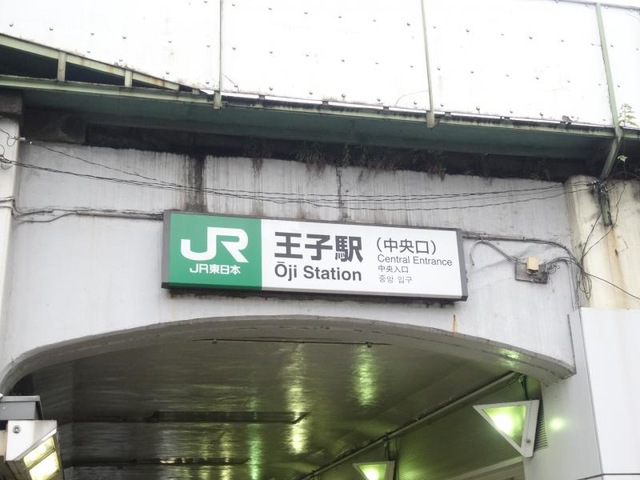 JR
JR東日本
王子駅
Ōji Station
(中央口)
Central Entrance
中央入口
중앙 입구